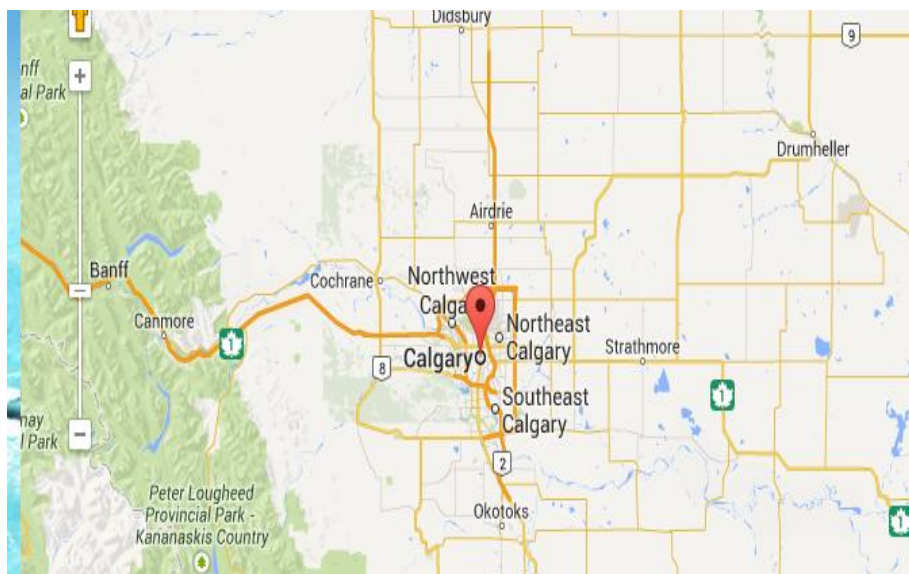 Didsbury
9
nff
al Park
+
Drumheller
Airdrie
Banff
Cochrane
Northwest
Calga
Canmore
1
Northeast
Calgary
Calgary
8
Strathmore
1
Southeast
Calgary
nay
l Park
2
Peter Lougheed
Provincial Park -
Kananaskis Country
Okotoks
1